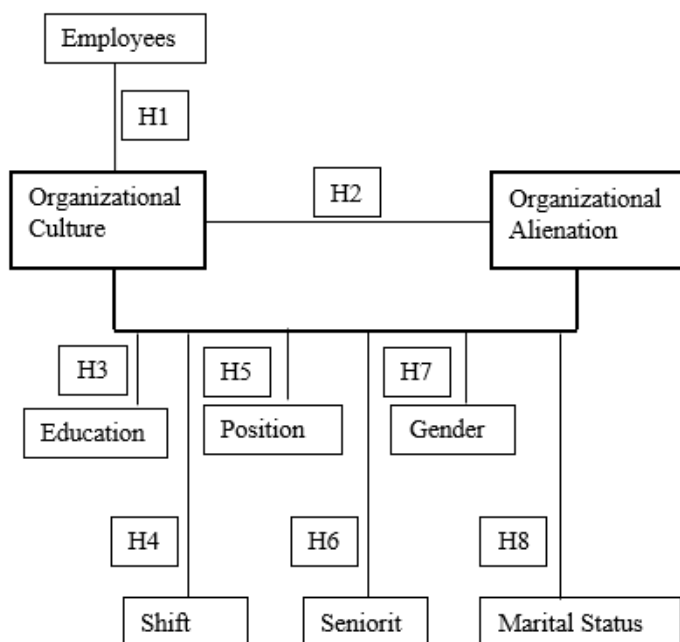 Employees
H1
Organizational
Culture
H2
Organizational
Alienation
H3
H5
H7
Education
Position
Gender
H4
H6
H8
Shift
Seniorit
Marital Status